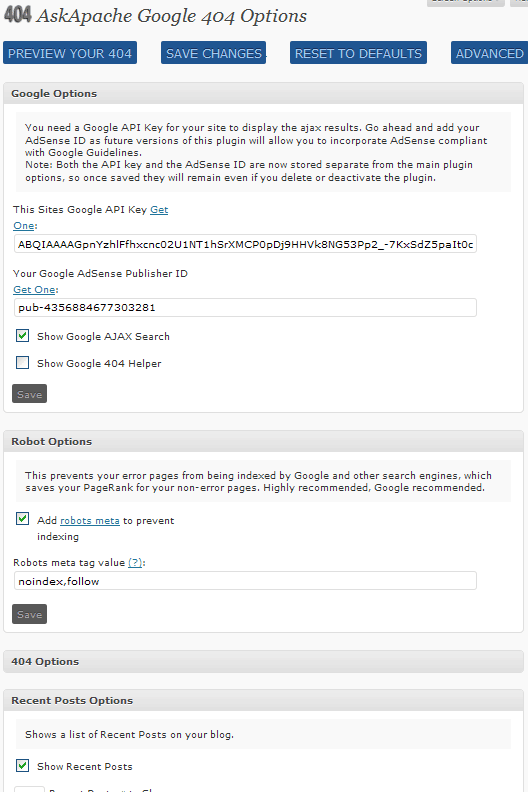 404 AskApache Google 404 Options
PREVIEW YOUR 404 SAVE CHANGES RESET TO DEFAULTS ADVANCED
Google Options
You need a Google API Key for your site to display the ajax results. Go ahead and add your
AdSense ID as future versions of this plugin will allow you to incorporate AdSense compliant
with Google Guidelines.
Note: Both the API key and the AdSense ID are now stored separate from the main plugin
options, so once saved they will remain even if you delete or deactivate the plugin.
This Sites Google API Key Get
One:
ABQIAAAAGpnYzhlFfhxcnc02U1NT1hSrXMCP0pDj9HHVk8NG53Pp2_-7KxSdZ5paIt0c
Your Google AdSense Publisher ID
Get One:
pub-4356884677303281
Show Google AJAX Search
Show Google 404 Helper
Save
Robot Options
This prevents your error pages from being indexed by Google and other search engines, which
saves your PageRank for your non-error pages. Highly recommended, Google recommended.
Add robots meta to prevent
indexing
Robots meta tag value (?):
noindex,follow
Save
404 Options
Recent Posts Options
Shows a list of Recent Posts on your blog.
Show Recent Posts